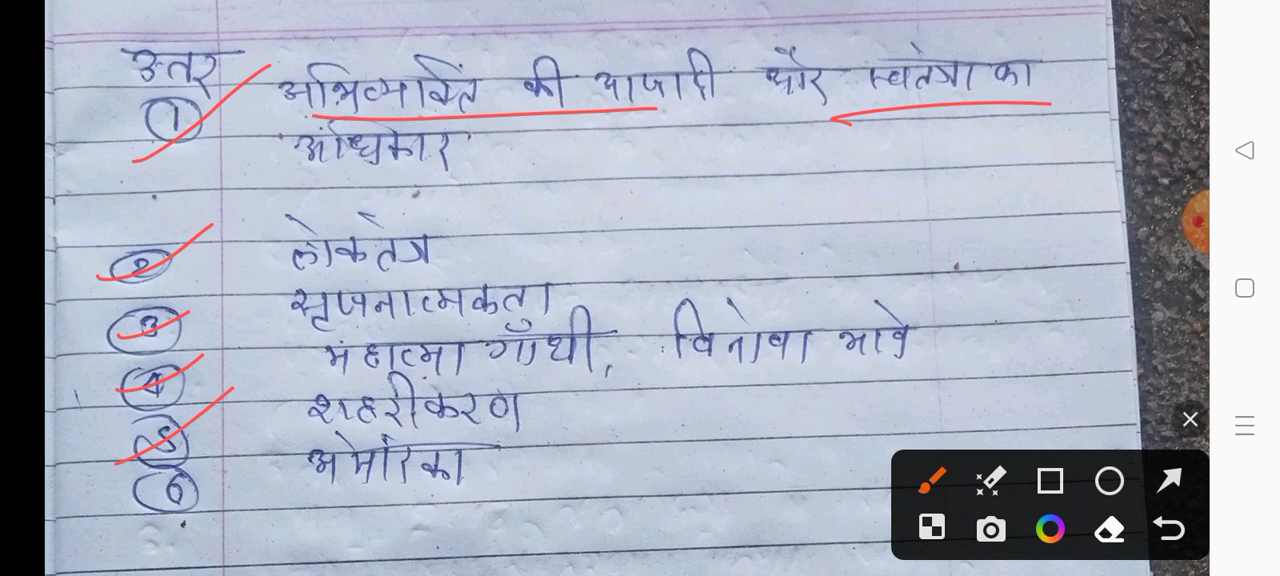 उत्तर
① अभिव्यक्ति की आजादी और स्वतंत्रता का
अधिकार
② लोकतंत्र
③ सृजनात्मकता
④ महात्मा गाँधी, विनोवा भावे
⑤ शहरीकरण
⑥ अमेरिका